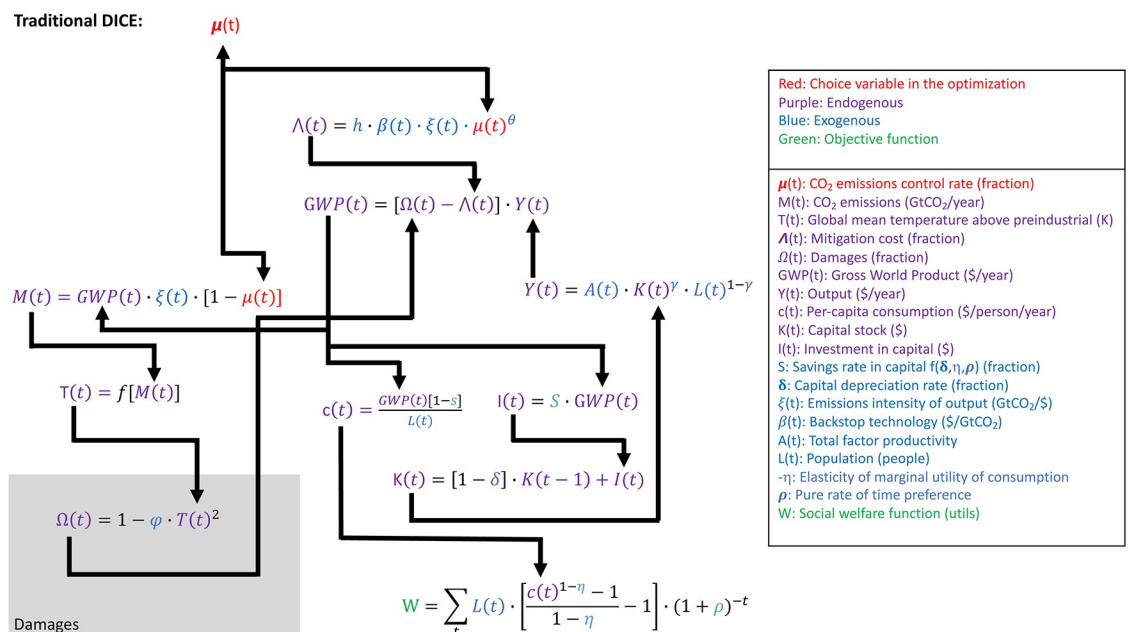 Traditional DICE:
μ(t)
Λ(t) = h · β(t) · ξ(t) · μ(t)^θ
GWP(t) = [Ω(t) − Λ(t)] · Y(t)
M(t) = GWP(t) · ξ(t) · [1 − μ(t)]
Y(t) = A(t) · K(t)^γ · L(t)^{1−γ}
T(t) = f[M(t)]
c(t) = GWP(t)[1−s] / L(t)
I(t) = S · GWP(t)
K(t) = [1 − δ] · K(t − 1) + I(t)
Ω(t) = 1 − φ · T(t)^2
W = ∑_t L(t) · [(c(t)^{1−η} − 1) / (1 − η) − 1] · (1 + ρ)^{−t}
Damages
Red: Choice variable in the optimization
Purple: Endogenous
Blue: Exogenous
Green: Objective function
μ(t): CO₂ emissions control rate (fraction)
M(t): CO₂ emissions (GtCO₂/year)
T(t): Global mean temperature above preindustrial (K)
Λ(t): Mitigation cost (fraction)
Ω(t): Damages (fraction)
GWP(t): Gross World Product ($/year)
Y(t): Output ($/year)
c(t): Per-capita consumption ($/person/year)
K(t): Capital stock ($)
I(t): Investment in capital ($)
S: Savings rate in capital f(δ,η,ρ) (fraction)
δ: Capital depreciation rate (fraction)
ξ(t): Emissions intensity of output (GtCO₂/$)
β(t): Backstop technology ($/GtCO₂)
A(t): Total factor productivity
L(t): Population (people)
-η: Elasticity of marginal utility of consumption
ρ: Pure rate of time preference
W: Social welfare function (utils)